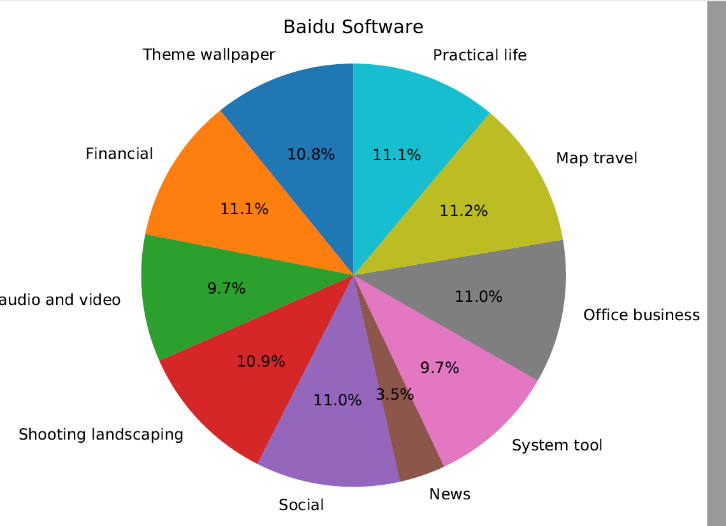 Baidu Software
Theme wallpaper
Practical life
Financial
Map travel
10.8%
11.1%
11.1%
11.2%
audio and video
9.7%
11.0%
Office business
10.9%
9.7%
11.0%
3.5%
Shooting landscaping
System tool
Social
News